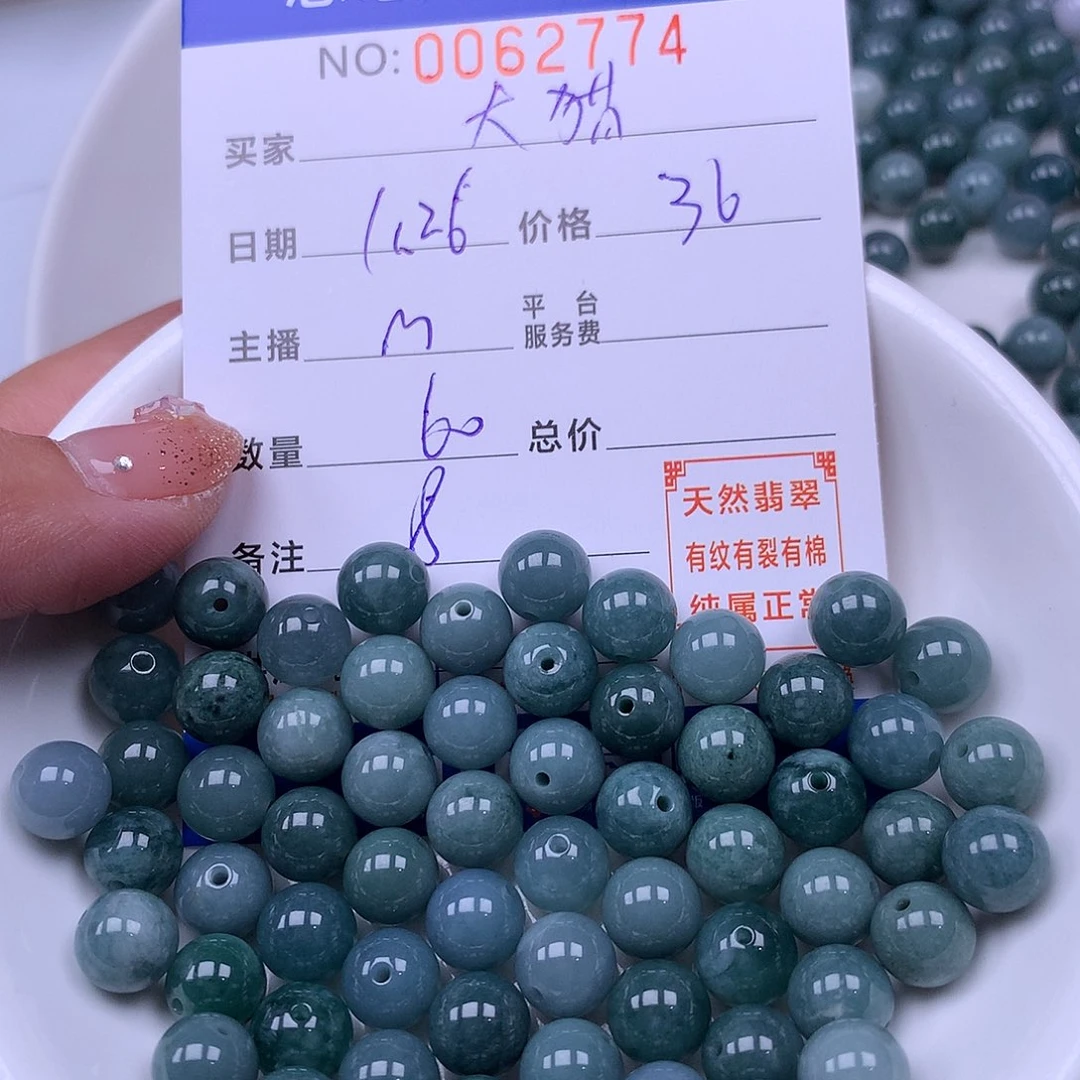 NO: 0062774
买家 大猪
日期 11.26 价格 36
主播 M 平台服务费
数量 60 总价
备注 8
天然翡翠
有纹有裂有棉
纯属正常